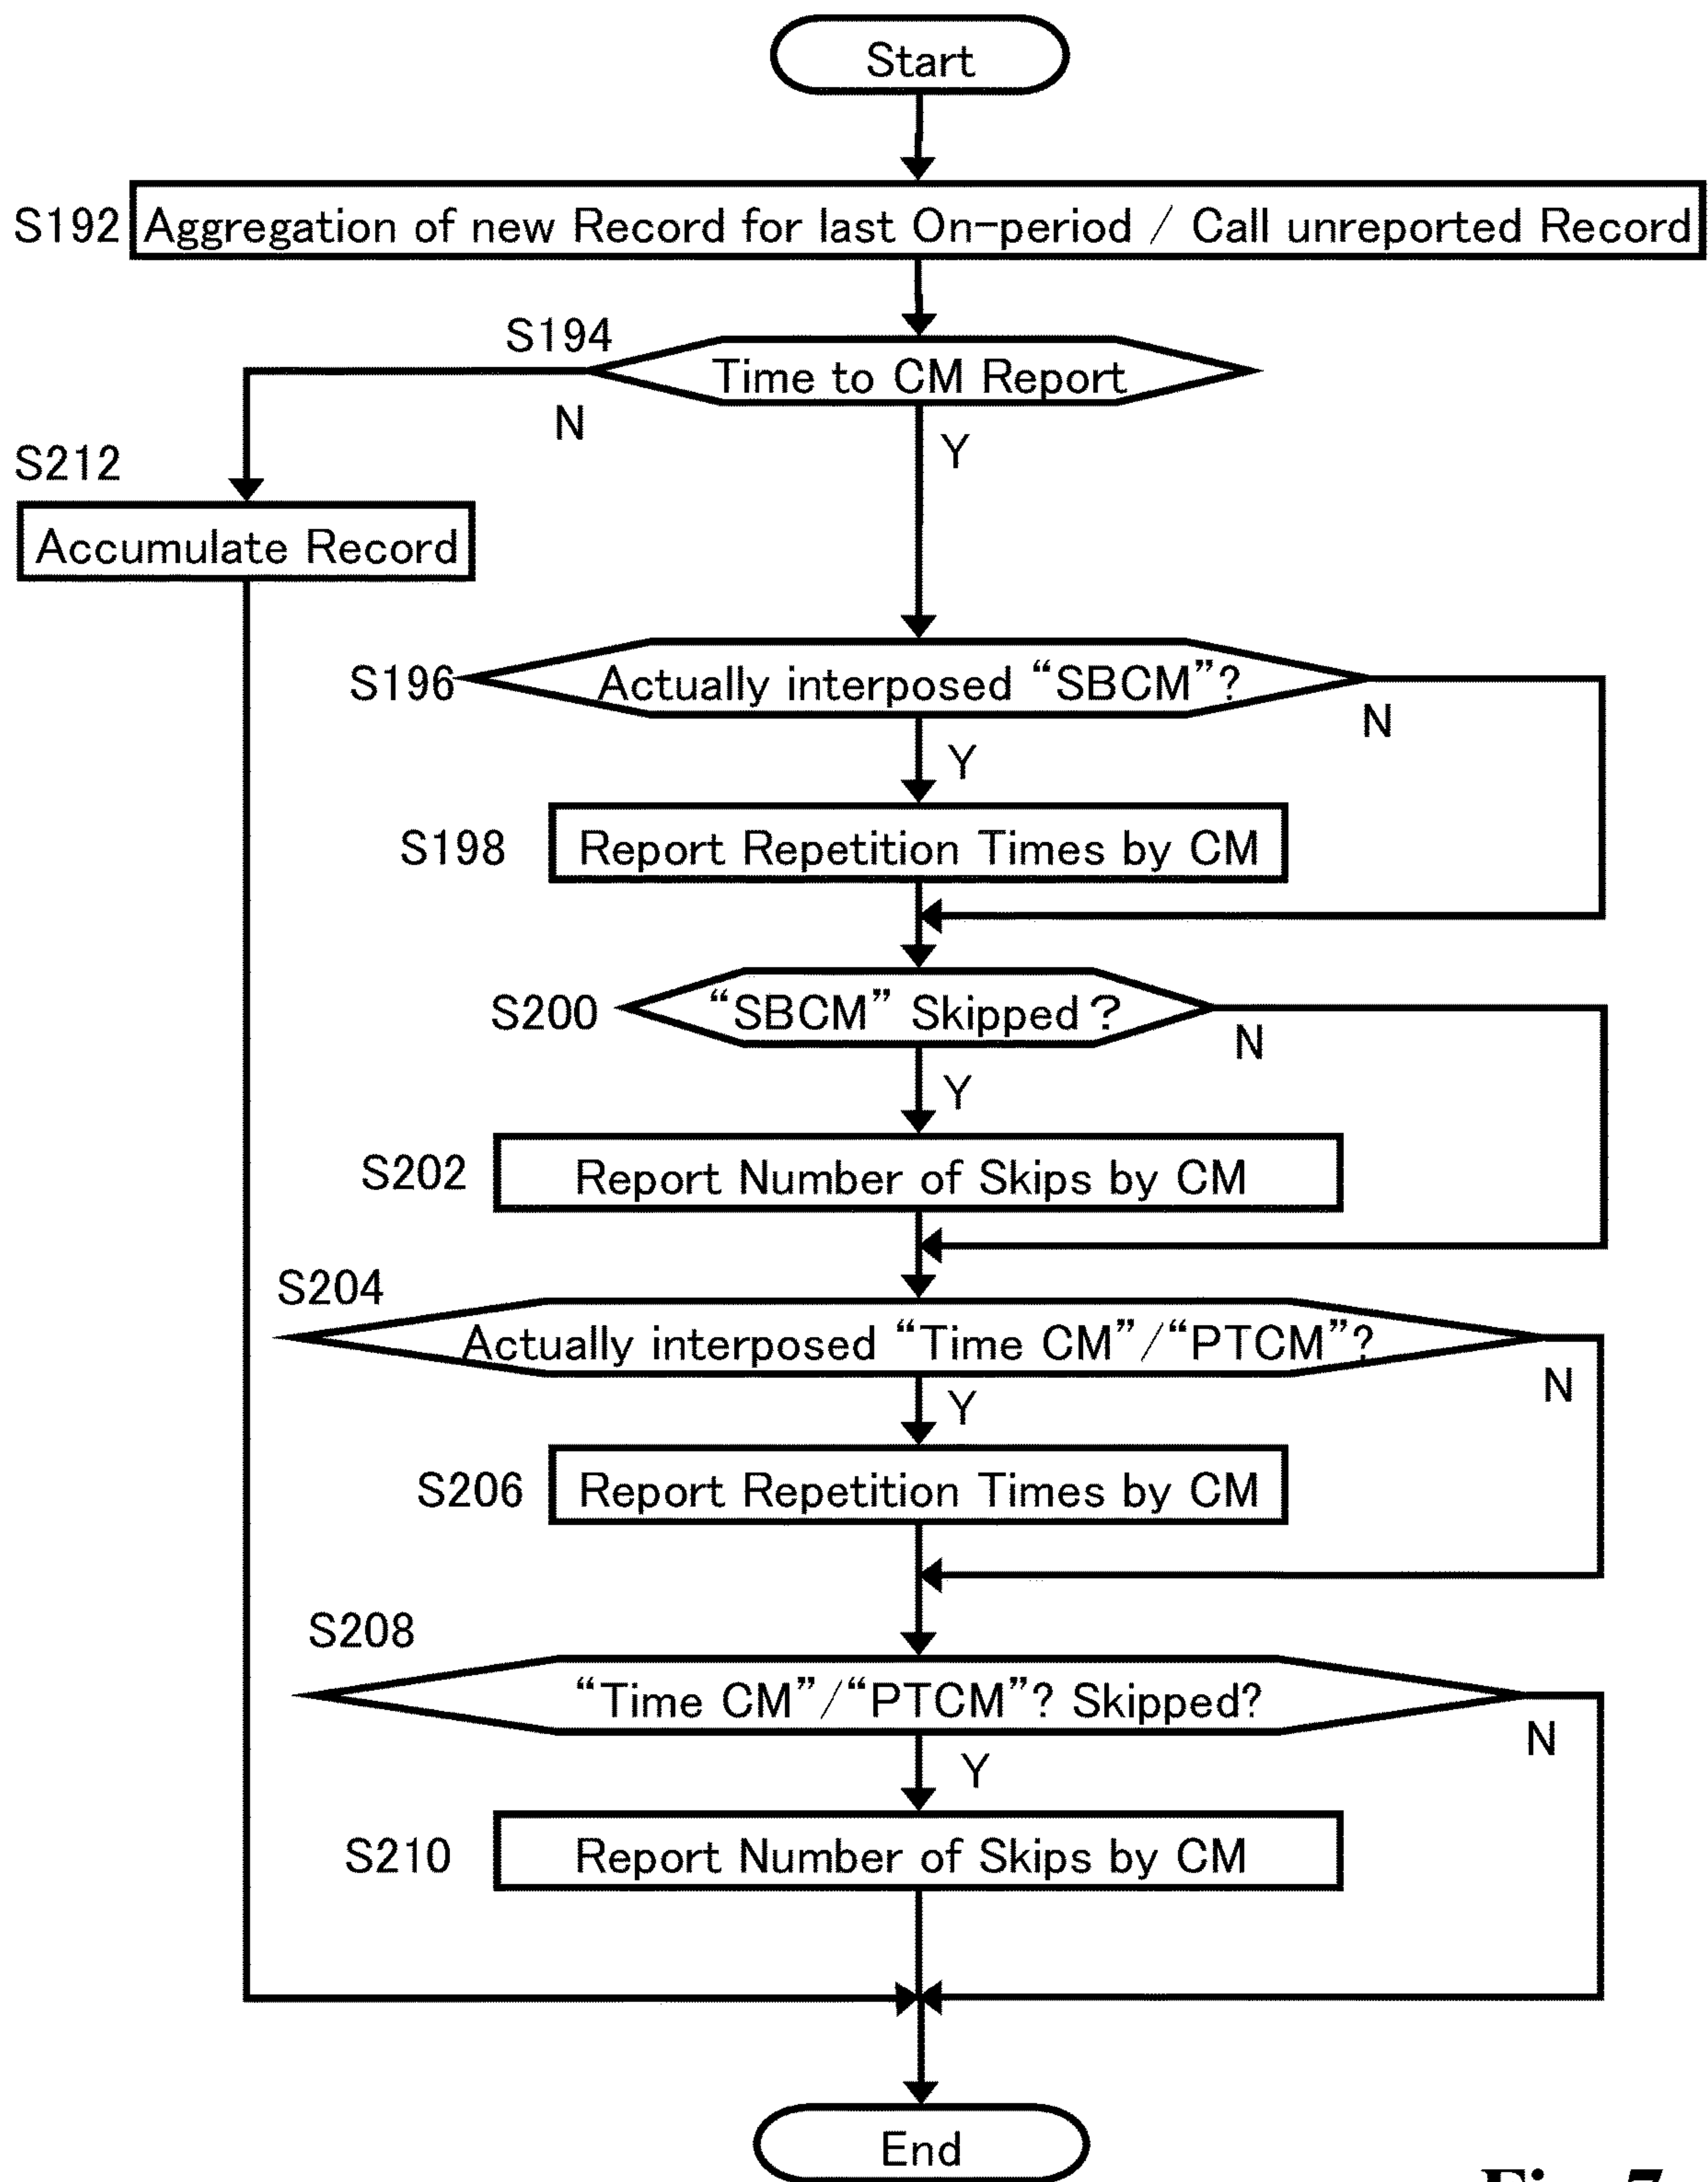 Start
S192
Aggregation of new Record for last On-period / Call unreported Record
S194
Time to CM Report
N
Y
S212
Accumulate Record
S196
Actually interposed “SBCM”?
N
Y
S198
Report Repetition Times by CM
S200
“SBCM” Skipped?
N
Y
S202
Report Number of Skips by CM
S204
Actually interposed “Time CM”/“PTCM”?
N
Y
S206
Report Repetition Times by CM
S208
“Time CM”/“PTCM”? Skipped?
N
Y
S210
Report Number of Skips by CM
End